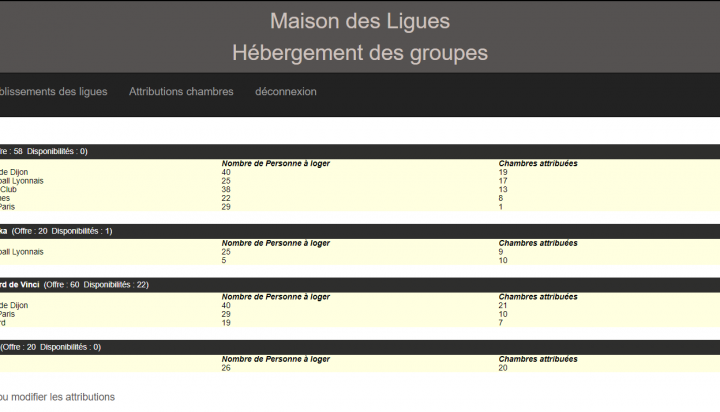 Maison des Ligues
Hébergement des groupes
blissements des ligues Attributions chambres déconnexion
fre : 58 Disponibilités : 0)
Nombre de Personne à loger Chambres attribuées
de Dijon 40 19
ball Lyonnais 25 17
Club 38 13
nes 22 8
Paris 29 1
ka (Offre : 20 Disponibilités : 1)
Nombre de Personne à loger Chambres attribuées
ball Lyonnais 25 9
5 10
rd de Vinci (Offre : 60 Disponibilités : 22)
Nombre de Personne à loger Chambres attribuées
de Dijon 40 21
Paris 29 10
rd 19 7
(Offre : 20 Disponibilités : 0)
Nombre de Personne à loger Chambres attribuées
26 20
ou modifier les attributions